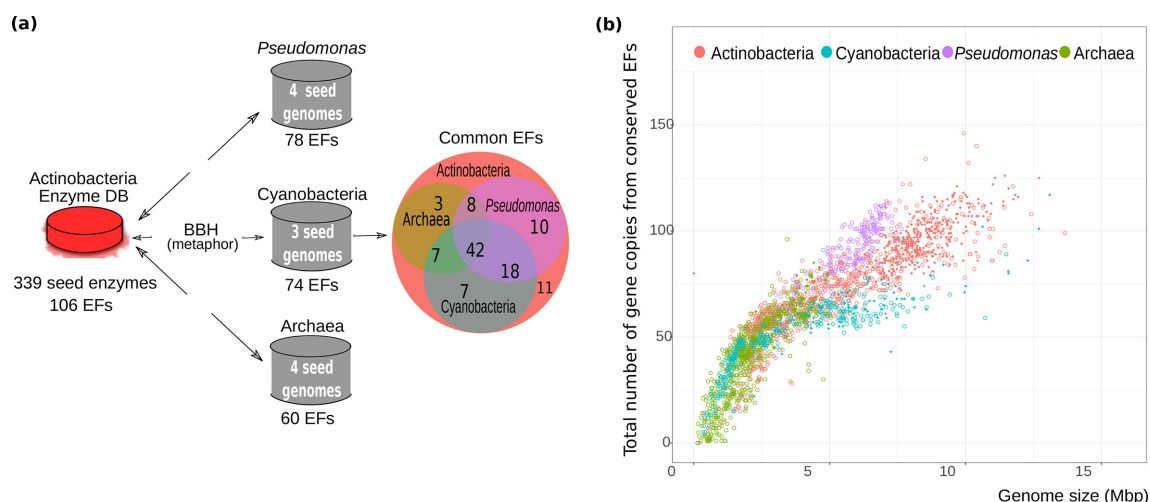 (a)
Pseudomonas
4 seed
genomes
78 EFs
Actinobacteria
Enzyme DB
339 seed enzymes
106 EFs
BBH
(metaphor)
Cyanobacteria
3 seed
genomes
74 EFs
Archaea
4 seed
genomes
60 EFs
Common EFs
Actinobacteria
3
8
Archaea
Pseudomonas
10
7
42
18
7
11
Cyanobacteria
(b)
Total number of gene copies from conserved EFs
Actinobacteria Cyanobacteria Pseudomonas Archaea
150
100
50
0
0 5 10 15
Genome size (Mbp)